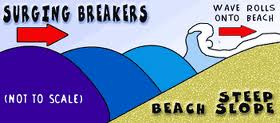 SURGING BREAKERS
WAVE ROLLS
ONTO BEACH
(NOT TO SCALE)
BEACH
STEEP
SLOPE